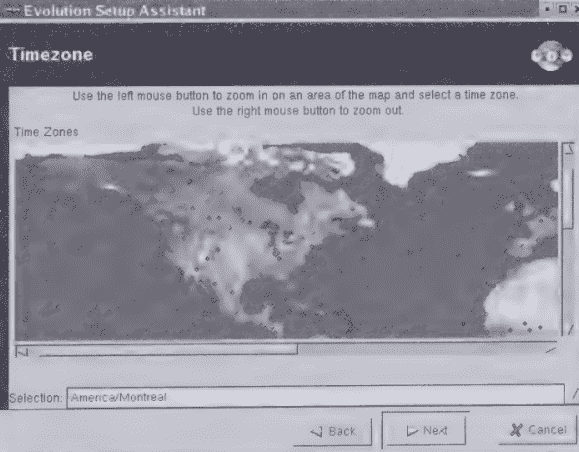 Evolution Setup Assistant
Timezone
Use the left mouse button to zoom in on an area of the map and select a time zone.
Use the right mouse button to zoom out.
Time Zones
Selection: America/Montreal
Back
Next
Cancel